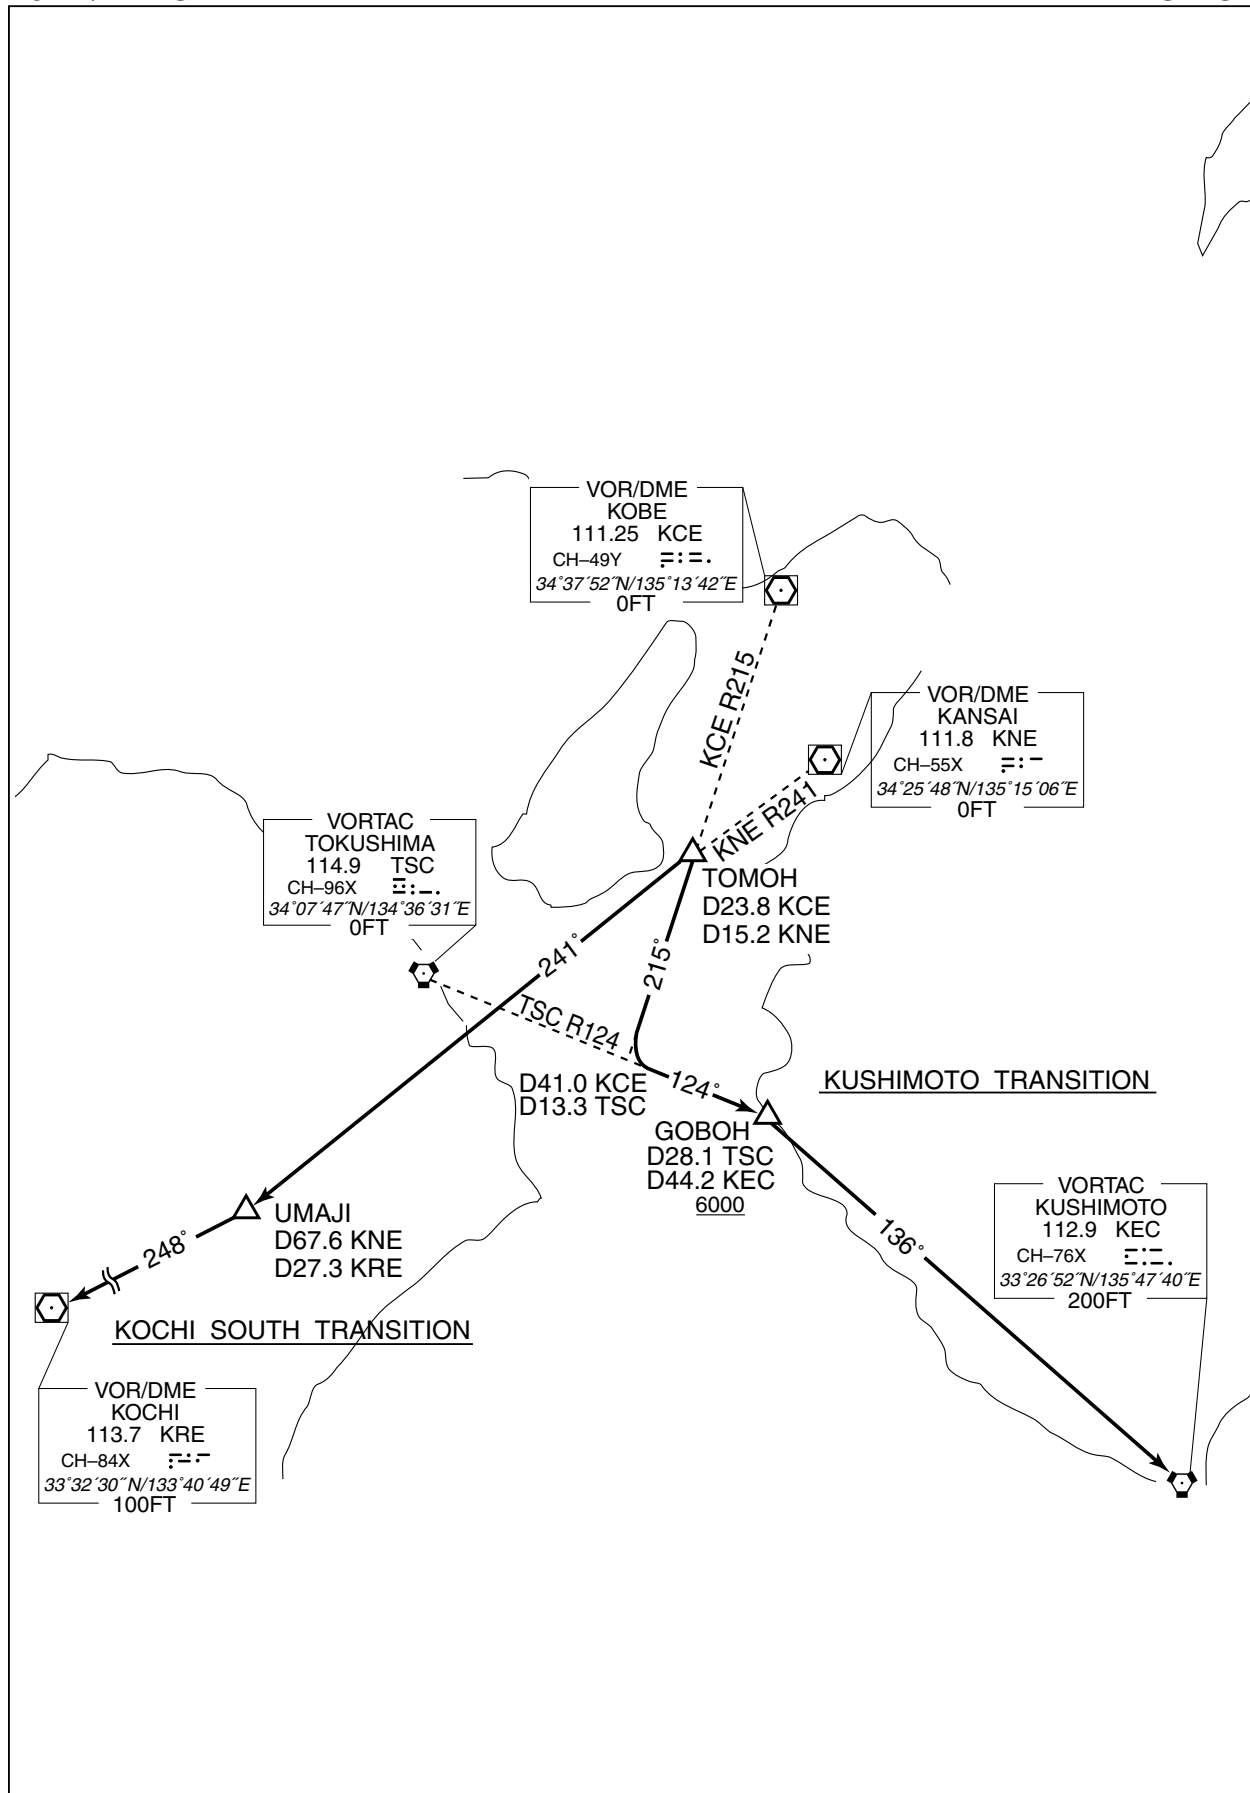 VOR/DME
KOBE
111.25 KCE
CH–49Y
34°37´52˝N/135°13´42˝E
0FT
KCE R215
VOR/DME
KANSAI
111.8 KNE
CH–55X
34°25´48˝N/135°15´06˝E
0FT
KNE R241
VORTAC
TOKUSHIMA
114.9 TSC
CH–96X
34°07´47˝N/134°36´31˝E
0FT
TOMOH
D23.8 KCE
D15.2 KNE
241°
215°
TSC R124
D41.0 KCE
D13.3 TSC
124°
KUSHIMOTO TRANSITION
GOBOH
D28.1 TSC
D44.2 KEC
6000
VORTAC
KUSHIMOTO
112.9 KEC
CH–76X
33°26´52˝N/135°47´40˝E
200FT
136°
UMAJI
D67.6 KNE
D27.3 KRE
248°
KOCHI SOUTH TRANSITION
VOR/DME
KOCHI
113.7 KRE
CH–84X
33°32´30˝N/133°40´49˝E
100FT